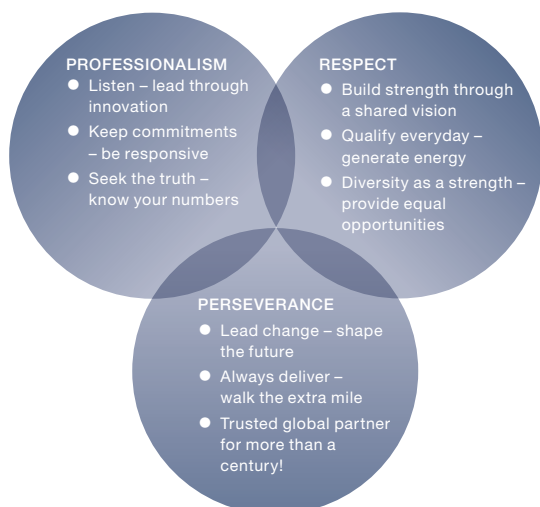 PROFESSIONALISM
● Listen – lead through
innovation
● Keep commitments
– be responsive
● Seek the truth –
know your numbers
RESPECT
● Build strength through
a shared vision
● Qualify everyday –
generate energy
● Diversity as a strength –
provide equal
opportunities
PERSEVERANCE
● Lead change – shape
the future
● Always deliver –
walk the extra mile
● Trusted global partner
for more than a
century!